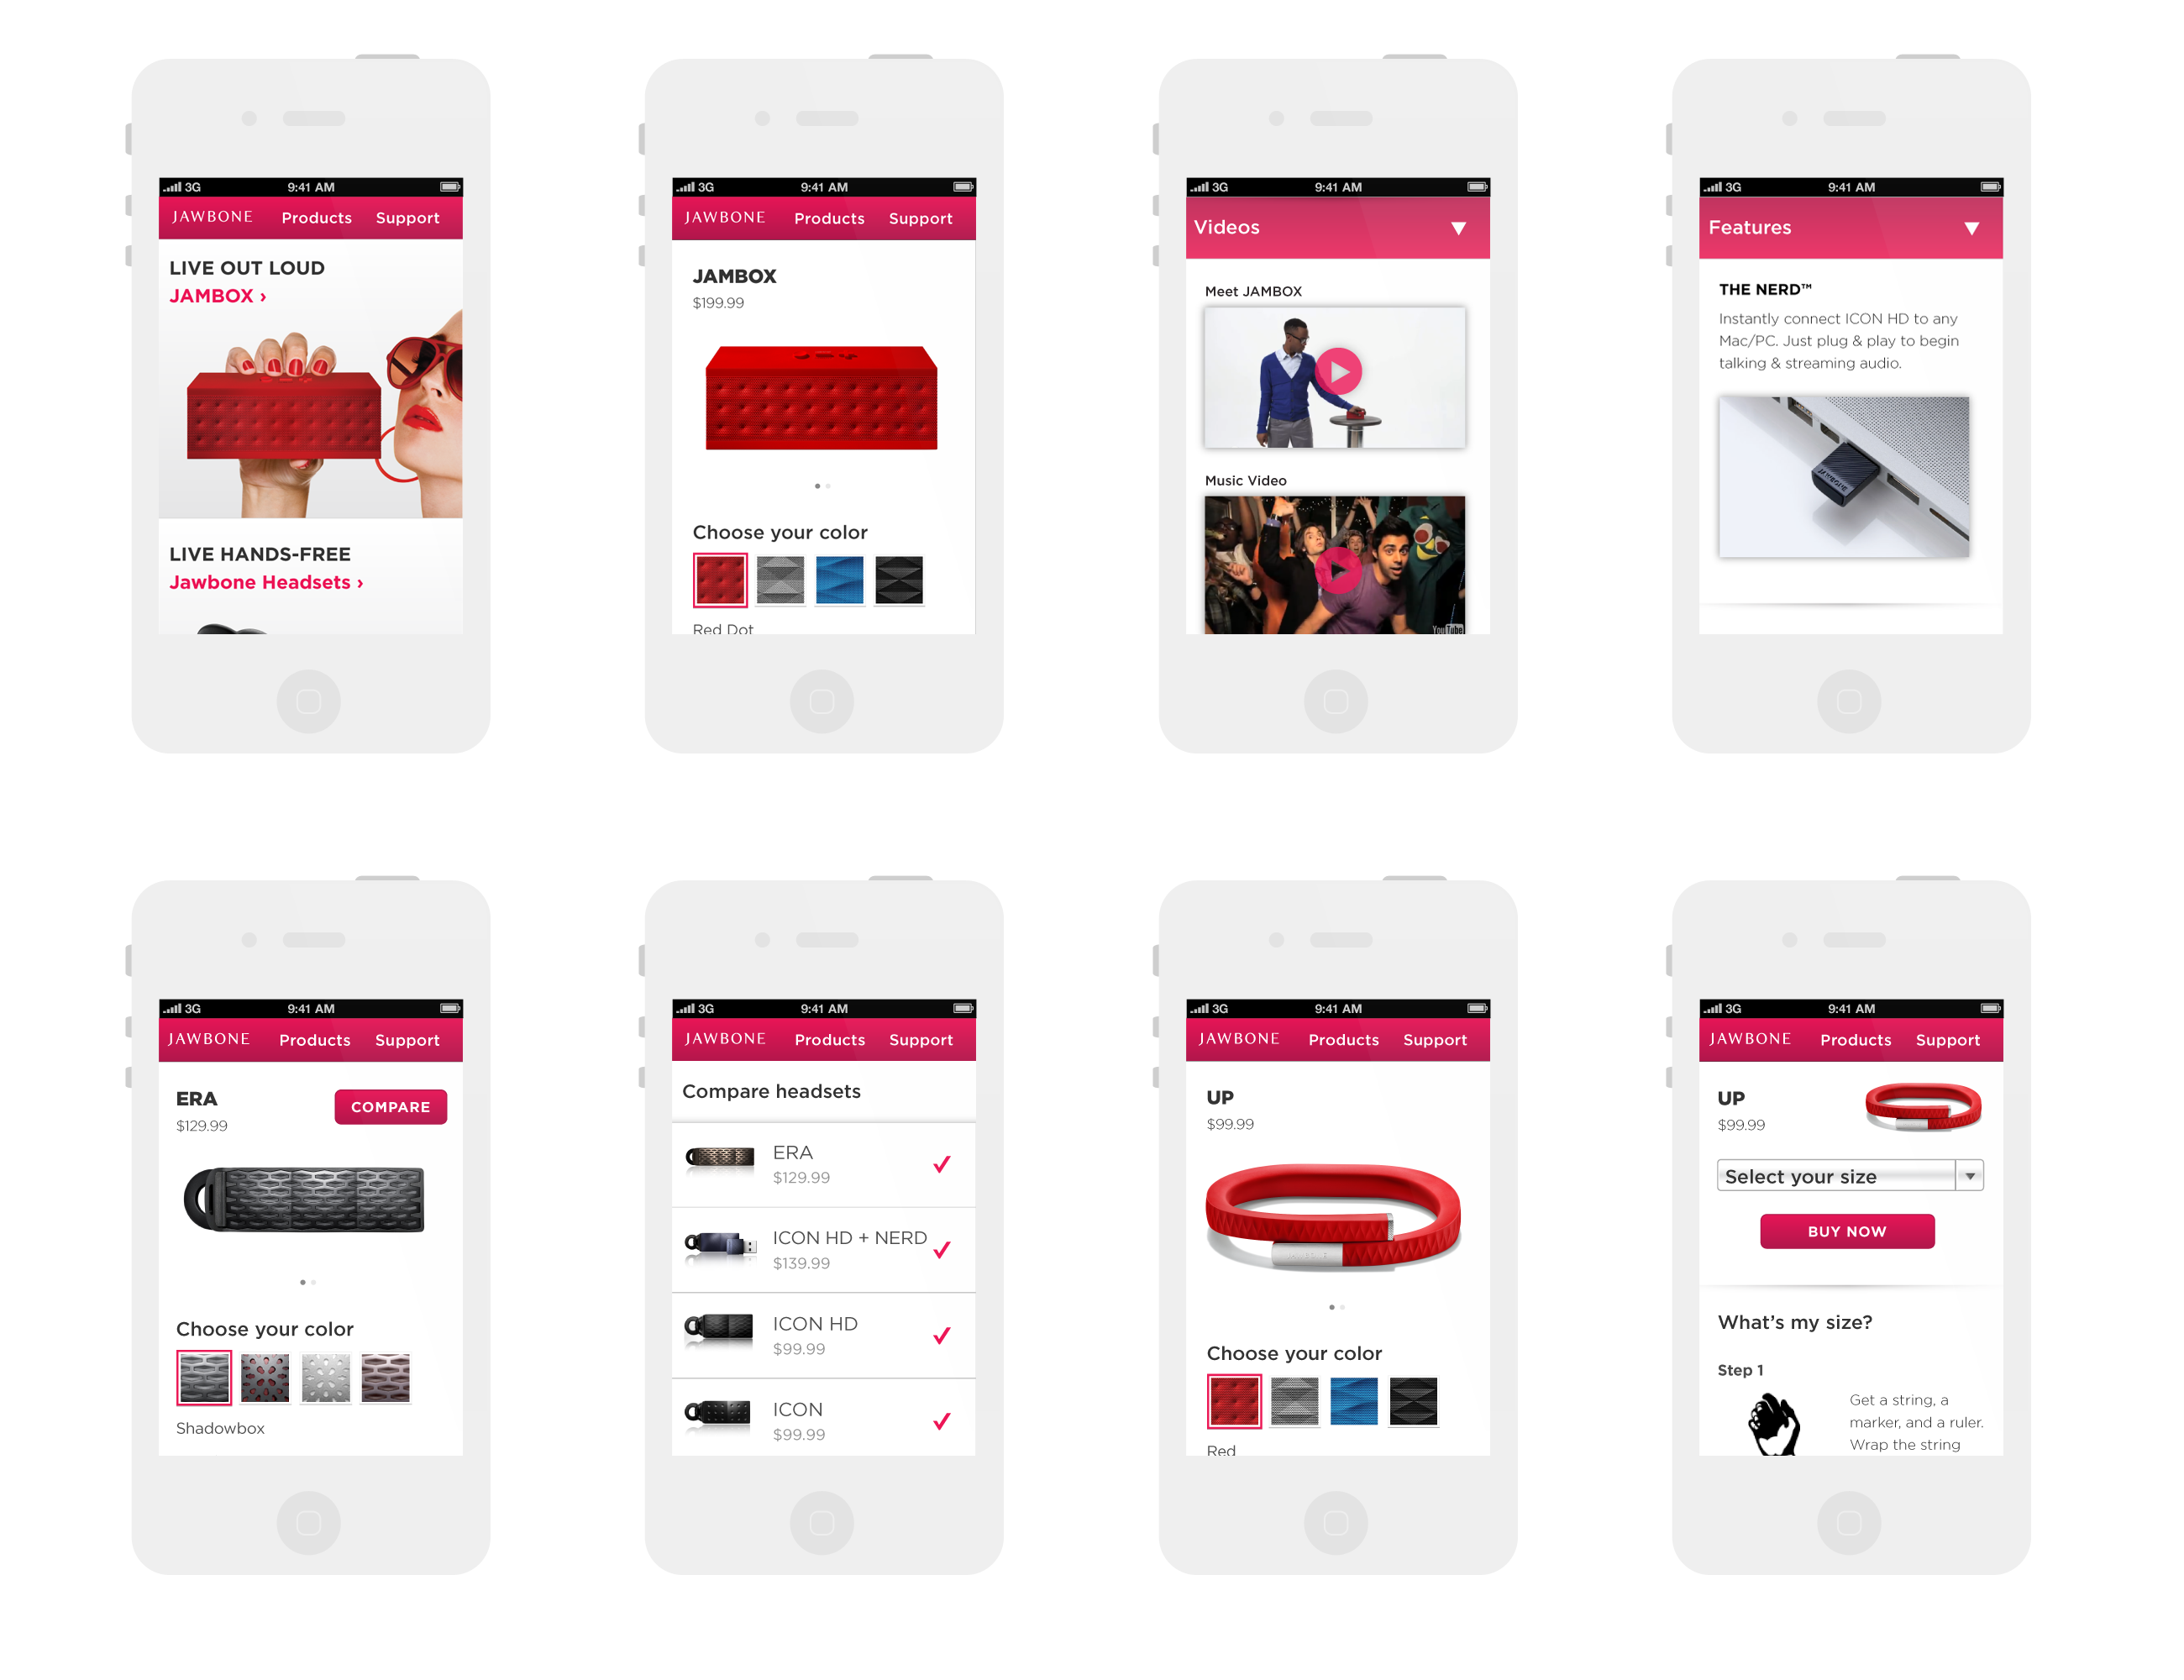 3G 9:41 AM
JAWBONE Products Support
LIVE OUT LOUD
JAMBOX ›
LIVE HANDS-FREE
Jawbone Headsets ›
3G 9:41 AM
JAWBONE Products Support
JAMBOX
$199.99
Choose your color
Red Dot
3G 9:41 AM
Videos
Meet JAMBOX
Music Video
YouTube
3G 9:41 AM
Features
THE NERD™
Instantly connect ICON HD to any
Mac/PC. Just plug & play to begin
talking & streaming audio.
JAWBONE
3G 9:41 AM
JAWBONE Products Support
ERA
$129.99
COMPARE
Choose your color
Shadowbox
3G 9:41 AM
JAWBONE Products Support
Compare headsets
ERA
$129.99
ICON HD + NERD
$139.99
ICON HD
$99.99
ICON
$99.99
3G 9:41 AM
JAWBONE Products Support
UP
$99.99
Choose your color
Red
3G 9:41 AM
JAWBONE Products Support
UP
$99.99
Select your size
BUY NOW
What's my size?
Step 1
Get a string, a
marker, and a ruler.
Wrap the string